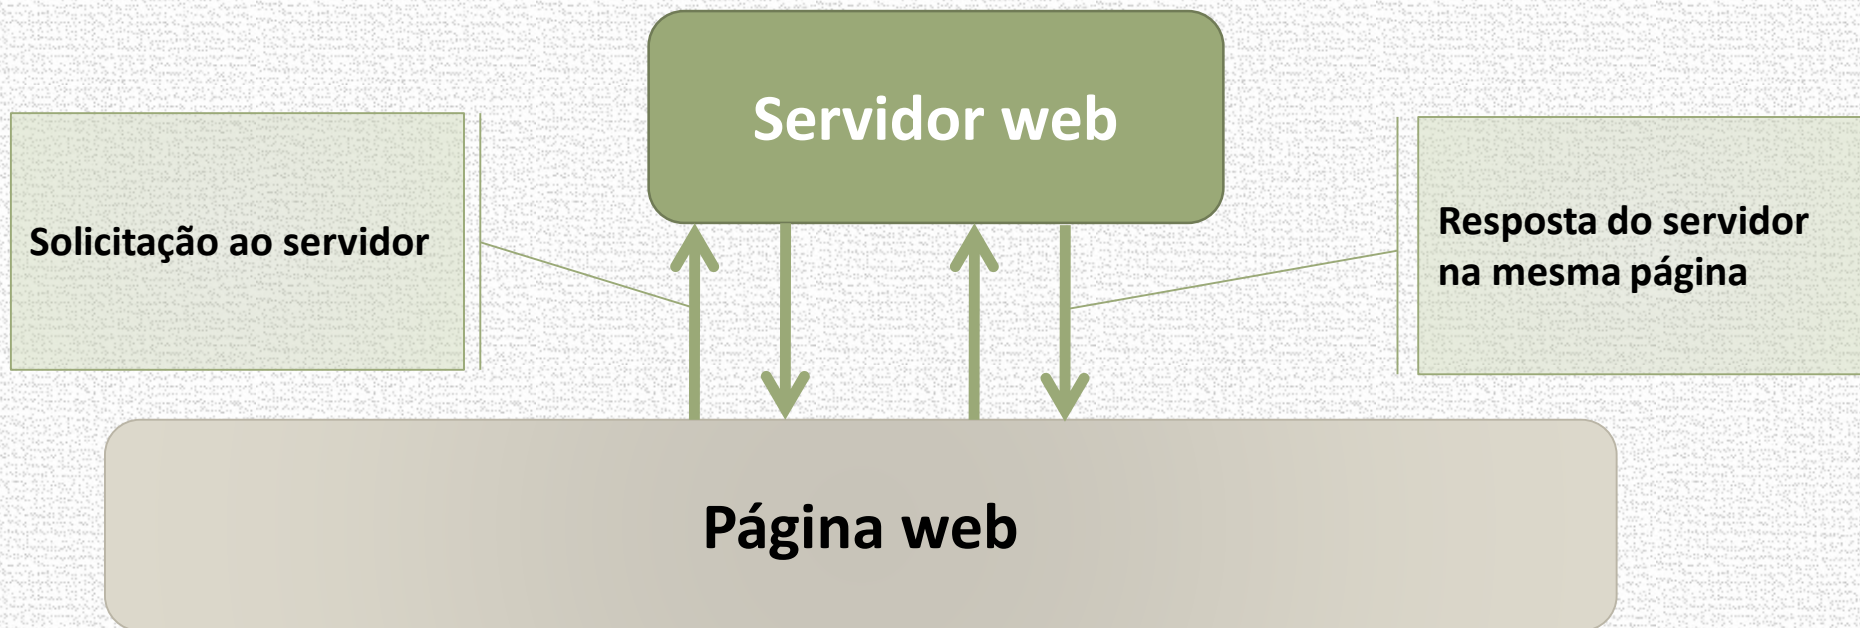 Servidor web
Solicitação ao servidor
Resposta do servidor
na mesma página
Página web